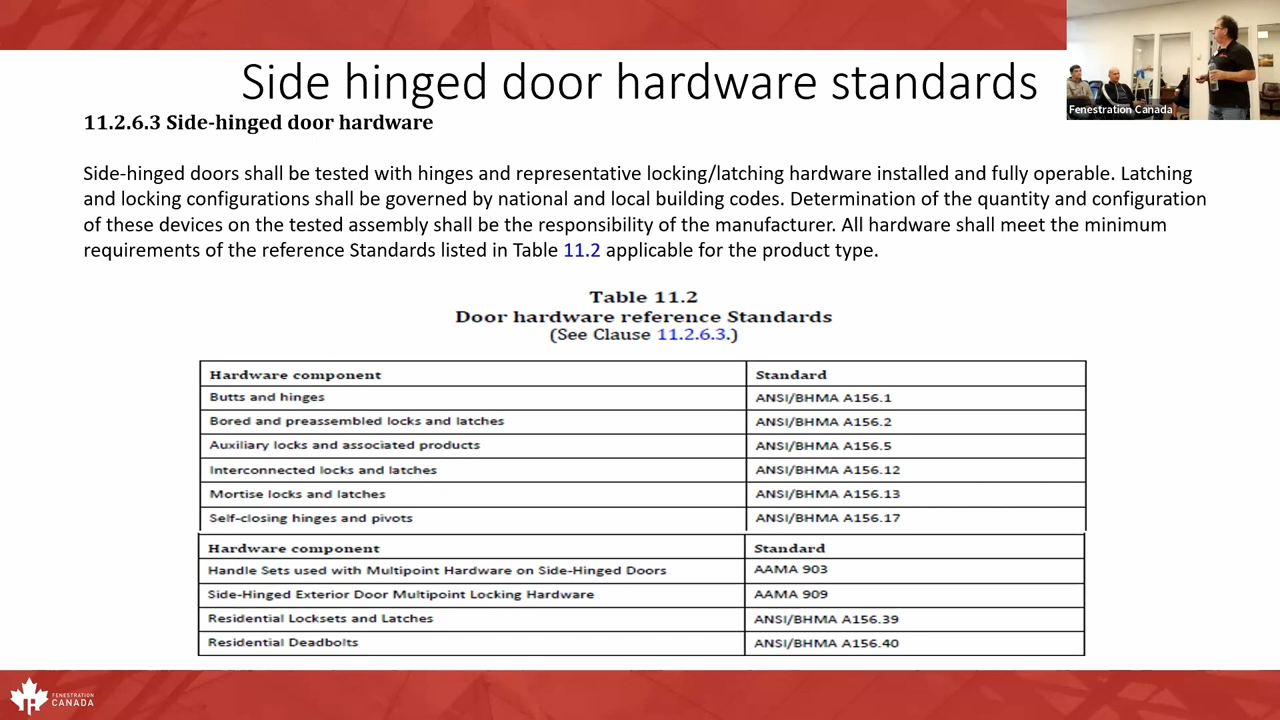 Side hinged door hardware standards
Fenestration Canada
11.2.6.3 Side-hinged door hardware
Side-hinged doors shall be tested with hinges and representative locking/latching hardware installed and fully operable. Latching
and locking configurations shall be governed by national and local building codes. Determination of the quantity and configuration
of these devices on the tested assembly shall be the responsibility of the manufacturer. All hardware shall meet the minimum
requirements of the reference Standards listed in Table 11.2 applicable for the product type.
Table 11.2
Door hardware reference Standards
(See Clause 11.2.6.3.)
Hardware component Standard
Butts and hinges ANSI/BHMA A156.1
Bored and preassembled locks and latches ANSI/BHMA A156.2
Auxiliary locks and associated products ANSI/BHMA A156.5
Interconnected locks and latches ANSI/BHMA A156.12
Mortise locks and latches ANSI/BHMA A156.13
Self-closing hinges and pivots ANSI/BHMA A156.17
Hardware component Standard
Handle Sets used with Multipoint Hardware on Side-Hinged Doors AAMA 903
Side-Hinged Exterior Door Multipoint Locking Hardware AAMA 909
Residential Locksets and Latches ANSI/BHMA A156.39
Residential Deadbolts ANSI/BHMA A156.40
FENESTRATION
CANADA